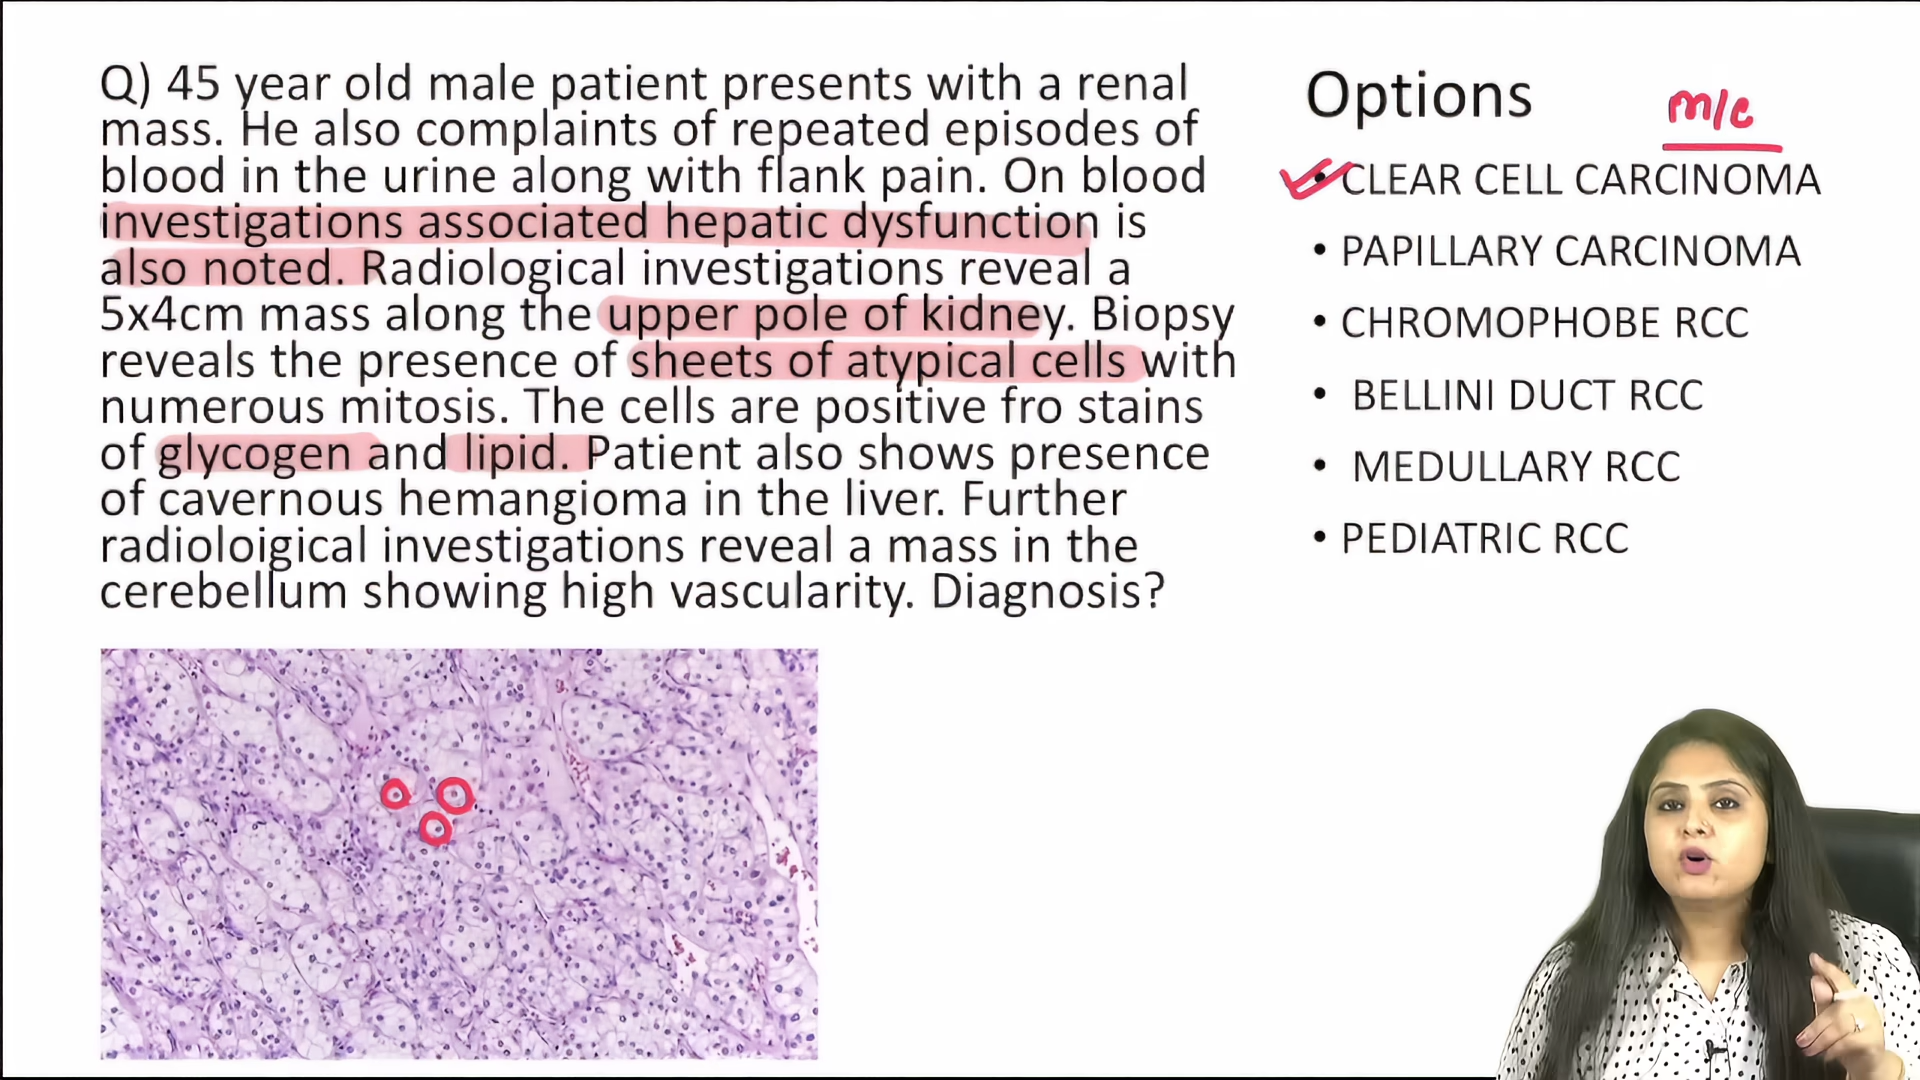 Q) 45 year old male patient presents with a renal
mass. He also complaints of repeated episodes of
blood in the urine along with flank pain. On blood
investigations associated hepatic dysfunction is
also noted. Radiological investigations reveal a
5x4cm mass along the upper pole of kidney. Biopsy
reveals the presence of sheets of atypical cells with
numerous mitosis. The cells are positive fro stains
of glycogen and lipid. Patient also shows presence
of cavernous hemangioma in the liver. Further
radioloigical investigations reveal a mass in the
cerebellum showing high vascularity. Diagnosis?
Options
m/c
• CLEAR CELL CARCINOMA
• PAPILLARY CARCINOMA
• CHROMOPHOBE RCC
• BELLINI DUCT RCC
• MEDULLARY RCC
• PEDIATRIC RCC